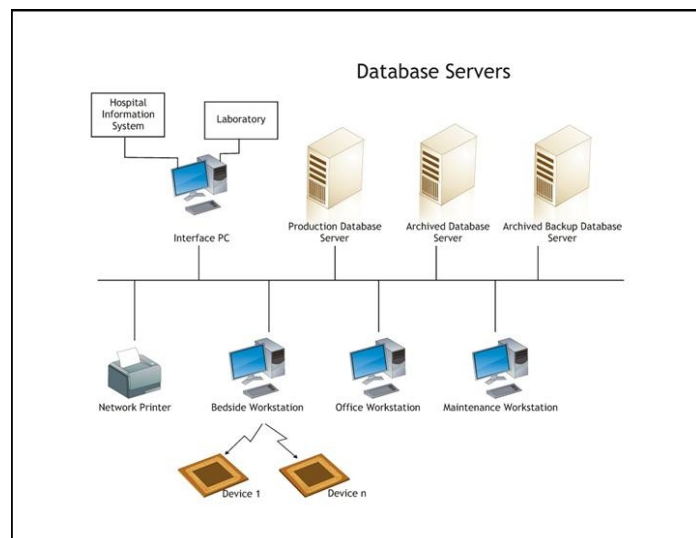 Database Servers
Hospital
Information
System
Laboratory
Interface PC
Production Database
Server
Archived Database
Server
Archived Backup Database
Server
Network Printer
Bedside Workstation
Office Workstation
Maintenance Workstation
Device 1
Device n